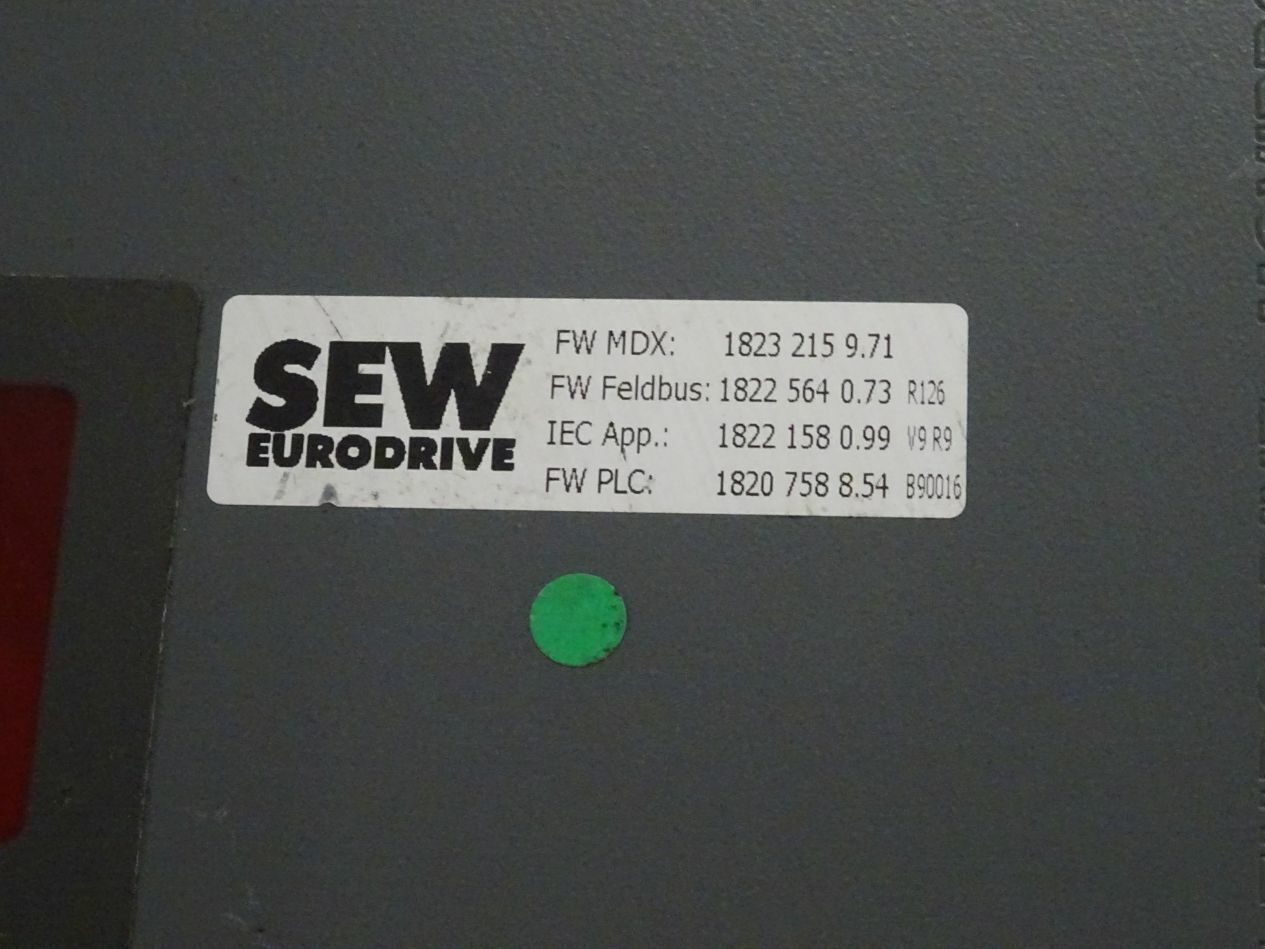 SEW
EURODRIVE
FW MDX: 1823 215 9.71
FW Feldbus: 1822 564 0.73 R126
IEC App.: 1822 158 0.99 V9 R9
FW PLC: 1820 758 8.54 B90016